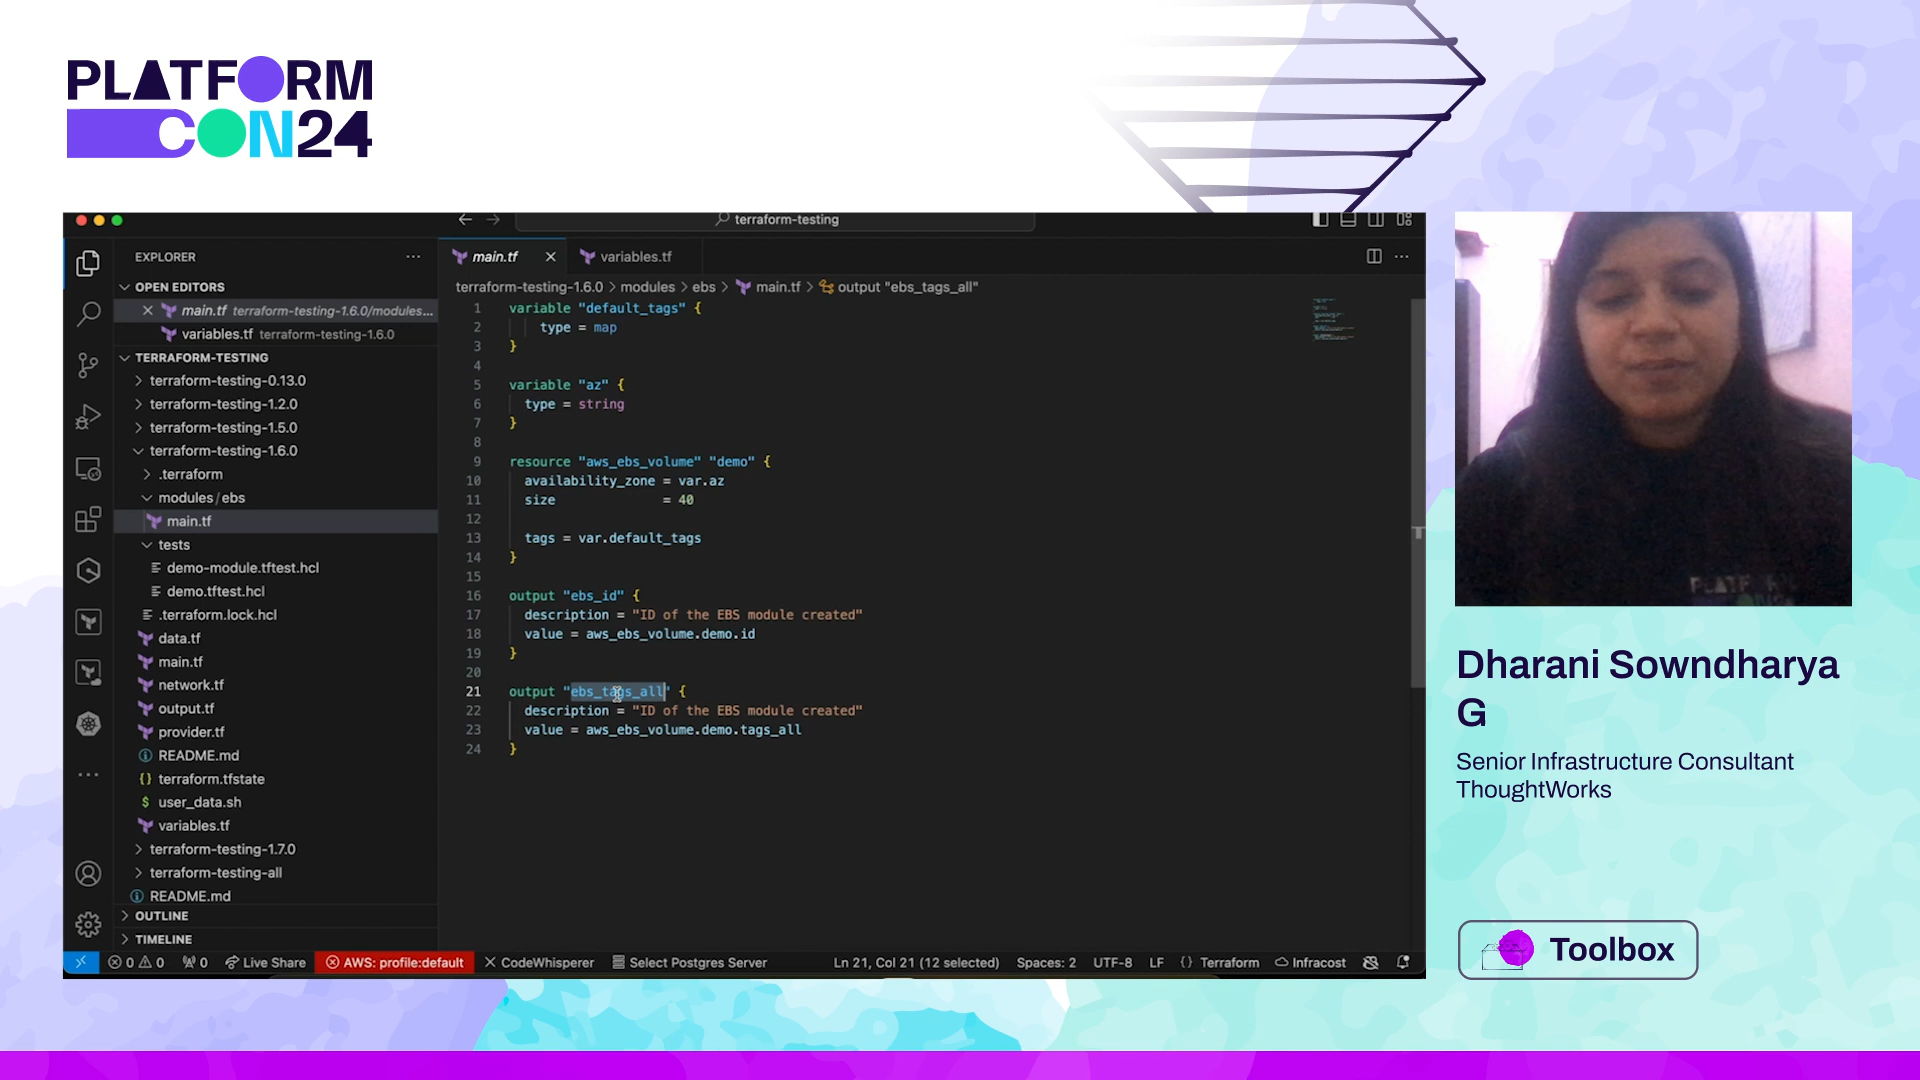 PLATFORM
CON24
terraform-testing
EXPLORER
main.tf
variables.tf
OPEN EDITORS
terraform-testing-1.6.0 > modules > ebs > main.tf > output "ebs_tags_all"
main.tf terraform-testing-1.6.0/modules...
variables.tf terraform-testing-1.6.0
TERRAFORM-TESTING
terraform-testing-0.13.0
terraform-testing-1.2.0
terraform-testing-1.5.0
terraform-testing-1.6.0
.terraform
modules/ebs
main.tf
tests
demo-module.tftest.hcl
demo.tftest.hcl
.terraform.lock.hcl
data.tf
main.tf
network.tf
output.tf
provider.tf
README.md
terraform.tfstate
user_data.sh
variables.tf
terraform-testing-1.7.0
terraform-testing-all
README.md
OUTLINE
TIMELINE
1 variable "default_tags" {
2 type = map
3 }
4
5 variable "az" {
6 type = string
7 }
8
9 resource "aws_ebs_volume" "demo" {
10 availability_zone = var.az
11 size = 40
12
13 tags = var.default_tags
14 }
15
16 output "ebs_id" {
17 description = "ID of the EBS module created"
18 value = aws_ebs_volume.demo.id
19 }
20
21 output "ebs_tags_all" {
22 description = "ID of the EBS module created"
23 value = aws_ebs_volume.demo.tags_all
24 }
0 0 0 Live Share AWS: profile:default CodeWhisperer Select Postgres Server Ln 21, Col 21 (12 selected) Spaces: 2 UTF-8 LF {} Terraform Infracost
Dharani Sowndharya
G
Senior Infrastructure Consultant
ThoughtWorks
Toolbox